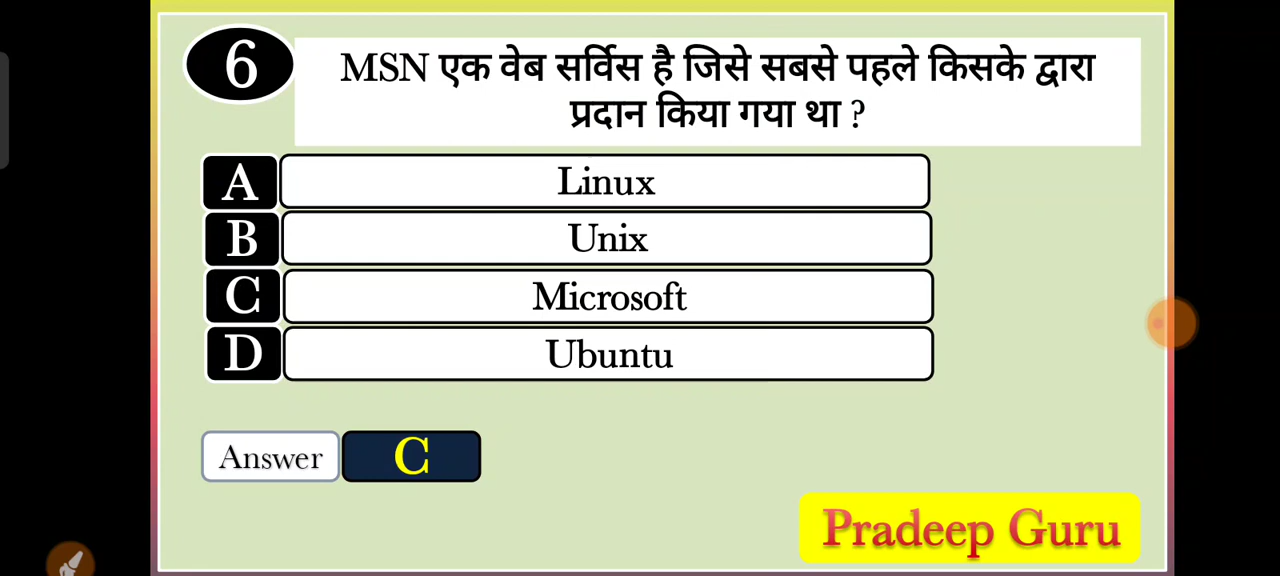 6
MSN एक वेब सर्विस है जिसे सबसे पहले किसके द्वारा
प्रदान किया गया था ?
A Linux
B Unix
C Microsoft
D Ubuntu
Answer C
Pradeep Guru